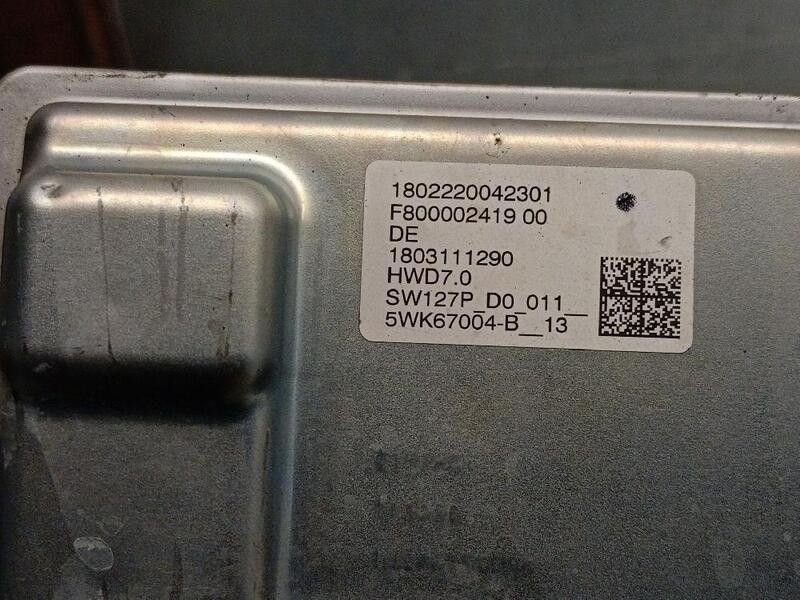 1802220042301
F800002419 00
DE
1803111290
HWD7.0
SW127P_D0_011__
5WK67004-B__13